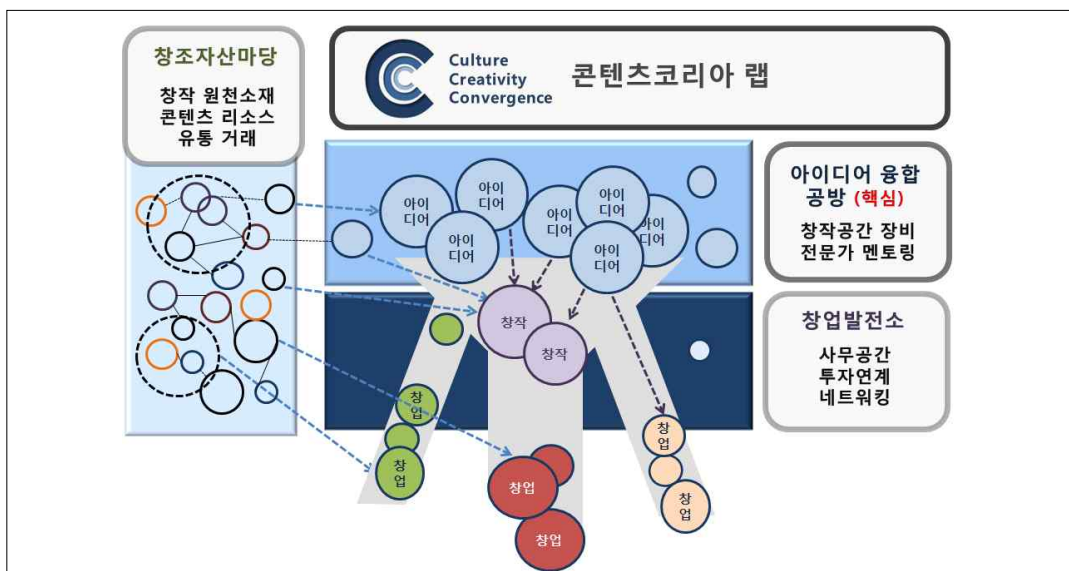 창조자산마당
창작 원천소재
콘텐츠 리소스
유통 거래
Culture
Creativity
Convergence
콘텐츠코리아 랩
아이디어 융합
공방 (핵심)
창작공간 장비
전문가 멘토링
창업발전소
사무공간
투자연계
네트워킹
아이
디어
아이
디어
아이
디어
아이
디어
아이
디어
아이
디어
아이
디어
창작
창작
창업
창
업
창업
창업
창
업
창
업